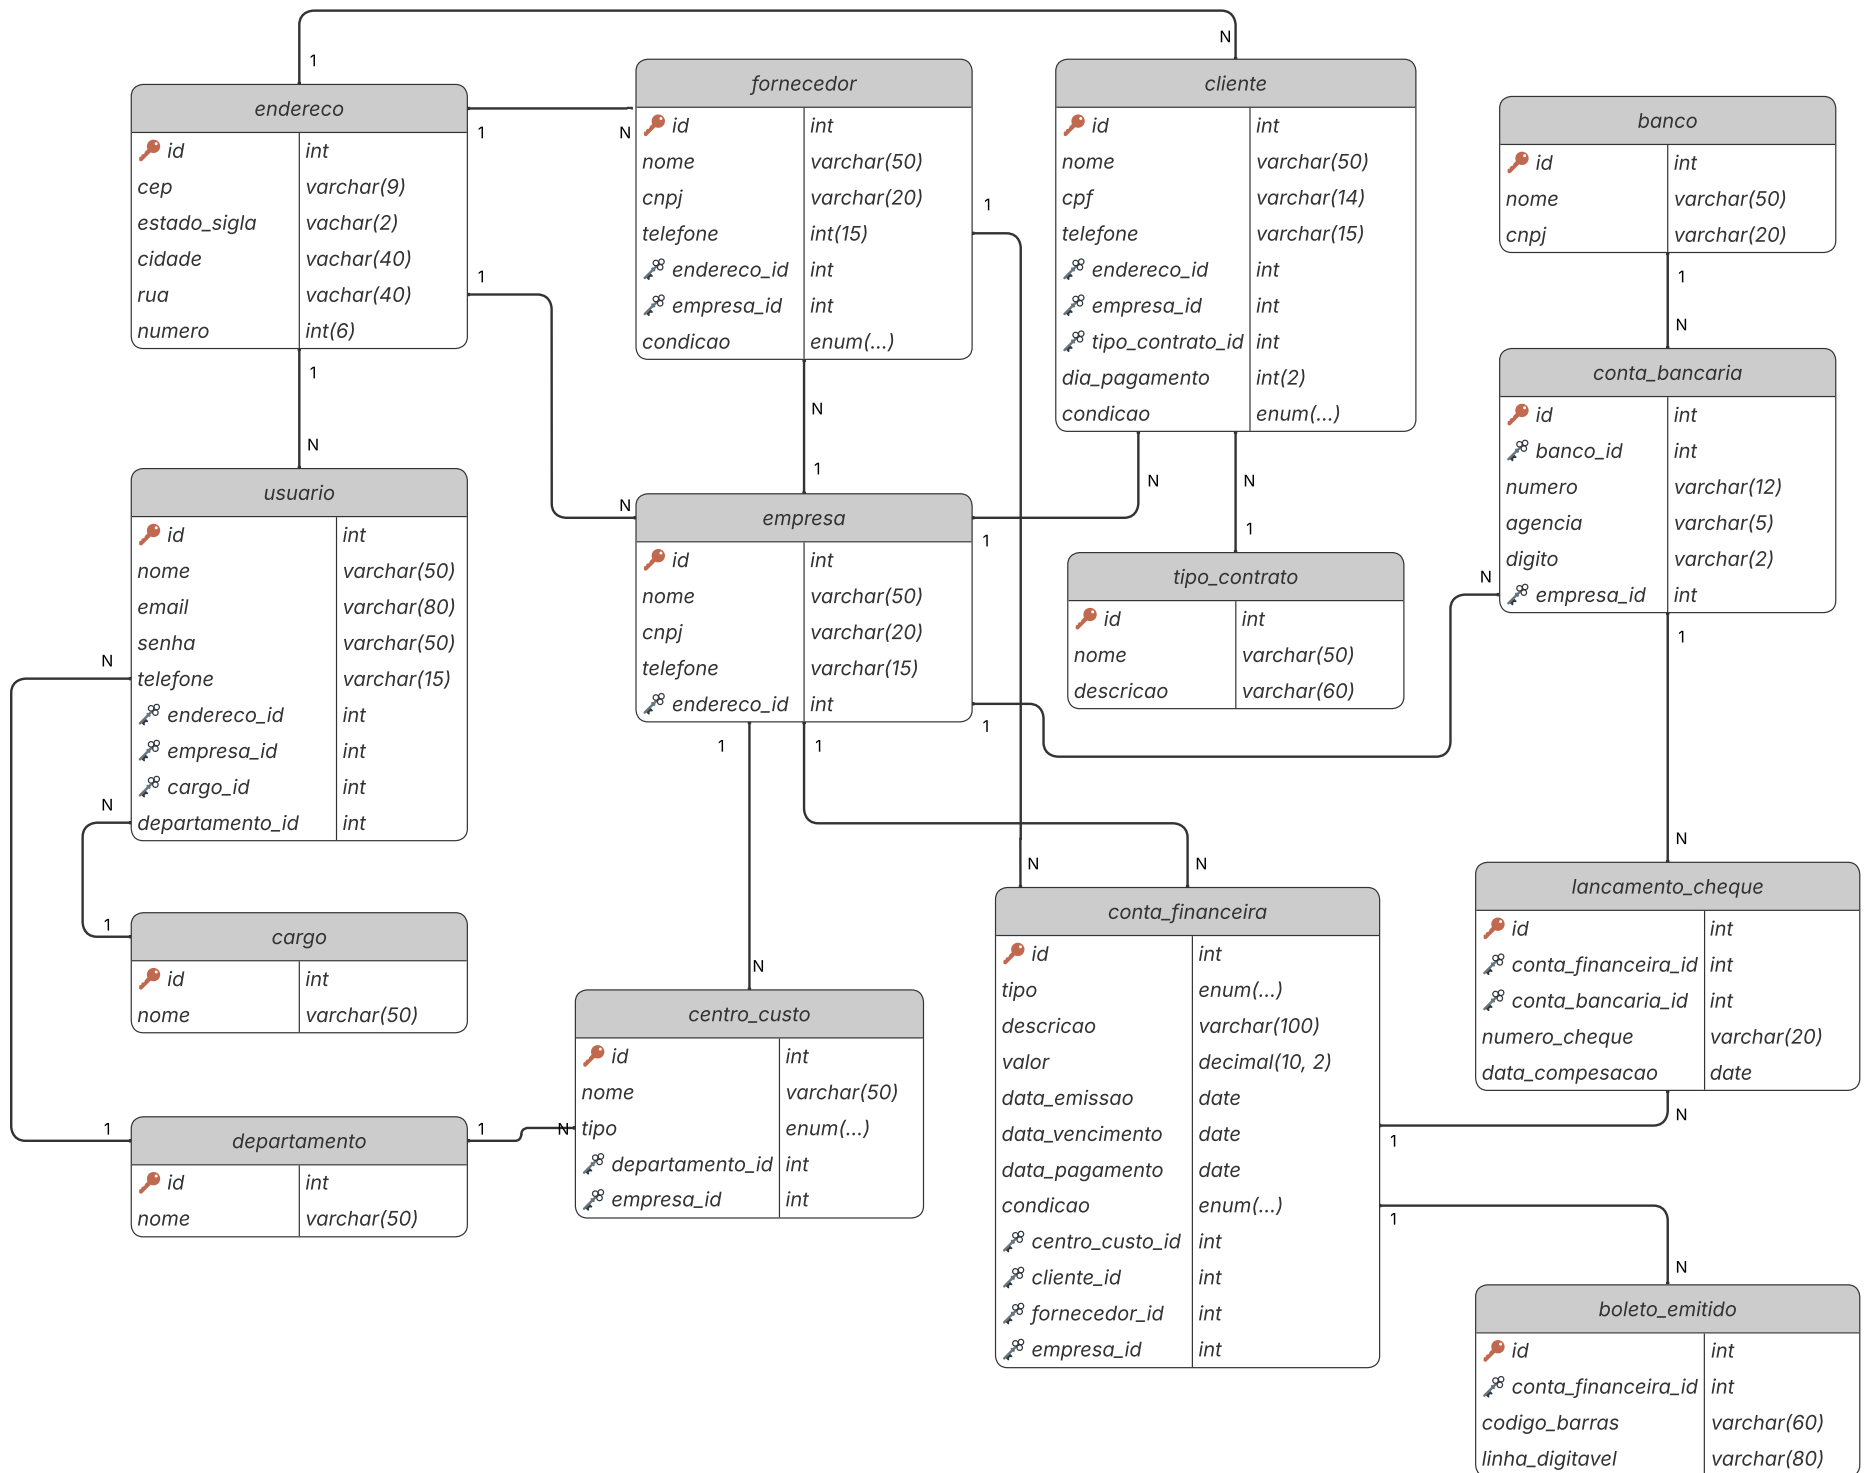 1
N
endereco
id int
cep varchar(9)
estado_sigla vachar(2)
cidade vachar(40)
rua vachar(40)
numero int(6)
1
N
1
1
N
fornecedor
id int
nome varchar(50)
cnpj varchar(20)
telefone int(15)
endereco_id int
empresa_id int
condicao enum(...)
1
N
1
N
cliente
id int
nome varchar(50)
cpf varchar(14)
telefone varchar(15)
endereco_id int
empresa_id int
tipo_contrato_id int
dia_pagamento int(2)
condicao enum(...)
N
N
1
1
banco
id int
nome varchar(50)
cnpj varchar(20)
1
N
conta_bancaria
id int
banco_id int
numero varchar(12)
agencia varchar(5)
digito varchar(2)
empresa_id int
N
1
usuario
id int
nome varchar(50)
email varchar(80)
senha varchar(50)
telefone varchar(15)
endereco_id int
empresa_id int
cargo_id int
departamento_id int
N
N
empresa
id int
nome varchar(50)
cnpj varchar(20)
telefone varchar(15)
endereco_id int
N
1
1
1
tipo_contrato
id int
nome varchar(50)
descricao varchar(60)
cargo
id int
nome varchar(50)
1
departamento
id int
nome varchar(50)
1
1
N
centro_custo
id int
nome varchar(50)
tipo enum(...)
departamento_id int
empresa_id int
N
N
N
conta_financeira
id int
tipo enum(...)
descricao varchar(100)
valor decimal(10, 2)
data_emissao date
data_vencimento date
data_pagamento date
condicao enum(...)
centro_custo_id int
cliente_id int
fornecedor_id int
empresa_id int
1
1
N
lancamento_cheque
id int
conta_financeira_id int
conta_bancaria_id int
numero_cheque varchar(20)
data_compesacao date
N
N
boleto_emitido
id int
conta_financeira_id int
codigo_barras varchar(60)
linha_digitavel varchar(80)